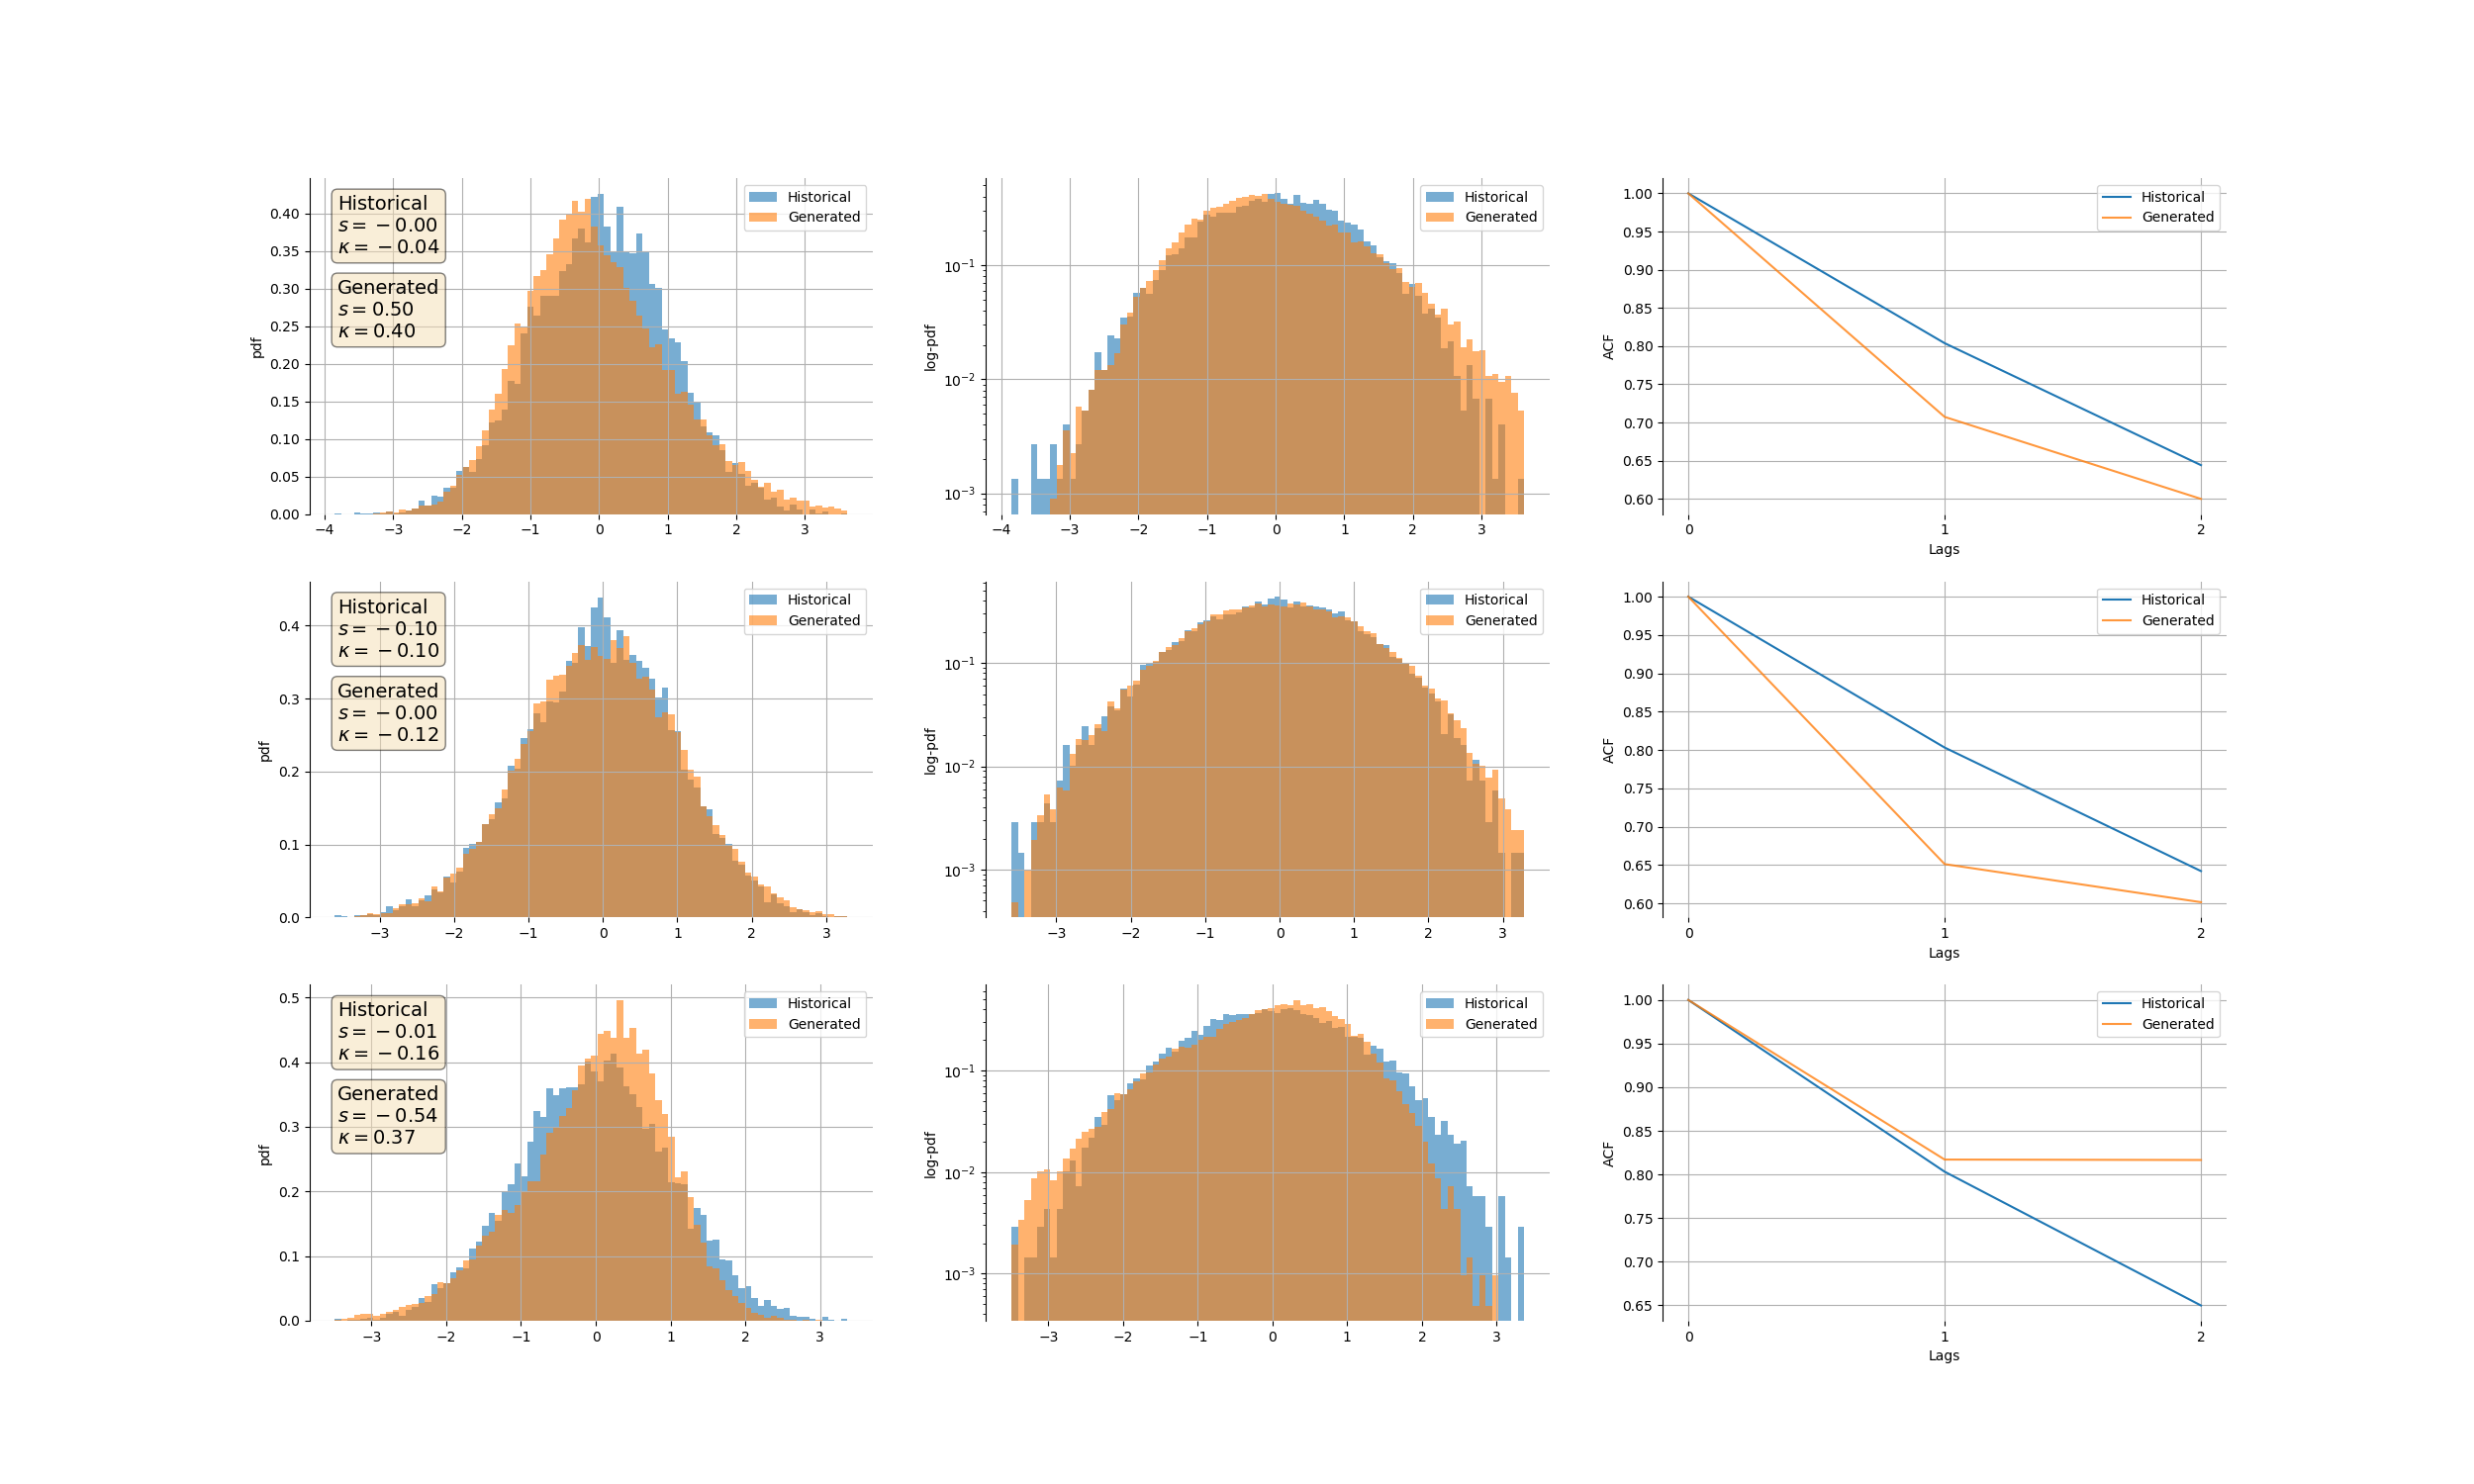 Historical
s = −0.00
κ = −0.04
Generated
s = 0.50
κ = 0.40
Historical
Generated
pdf
0.40
0.35
0.30
0.25
0.20
0.15
0.10
0.05
0.00
−4 −3 −2 −1 0 1 2 3
Historical
Generated
log-pdf
10⁻¹
10⁻²
10⁻³
−4 −3 −2 −1 0 1 2 3
Historical
Generated
ACF
1.00
0.95
0.90
0.85
0.80
0.75
0.70
0.65
0.60
0 1 2
Lags
Historical
s = −0.10
κ = −0.10
Generated
s = −0.00
κ = −0.12
Historical
Generated
pdf
0.4
0.3
0.2
0.1
0.0
−3 −2 −1 0 1 2 3
Historical
Generated
log-pdf
10⁻¹
10⁻²
10⁻³
−3 −2 −1 0 1 2 3
Historical
Generated
ACF
1.00
0.95
0.90
0.85
0.80
0.75
0.70
0.65
0.60
0 1 2
Lags
Historical
s = −0.01
κ = −0.16
Generated
s = −0.54
κ = 0.37
Historical
Generated
pdf
0.5
0.4
0.3
0.2
0.1
0.0
−3 −2 −1 0 1 2 3
Historical
Generated
log-pdf
10⁻¹
10⁻²
10⁻³
−3 −2 −1 0 1 2 3
Historical
Generated
ACF
1.00
0.95
0.90
0.85
0.80
0.75
0.70
0.65
0 1 2
Lags